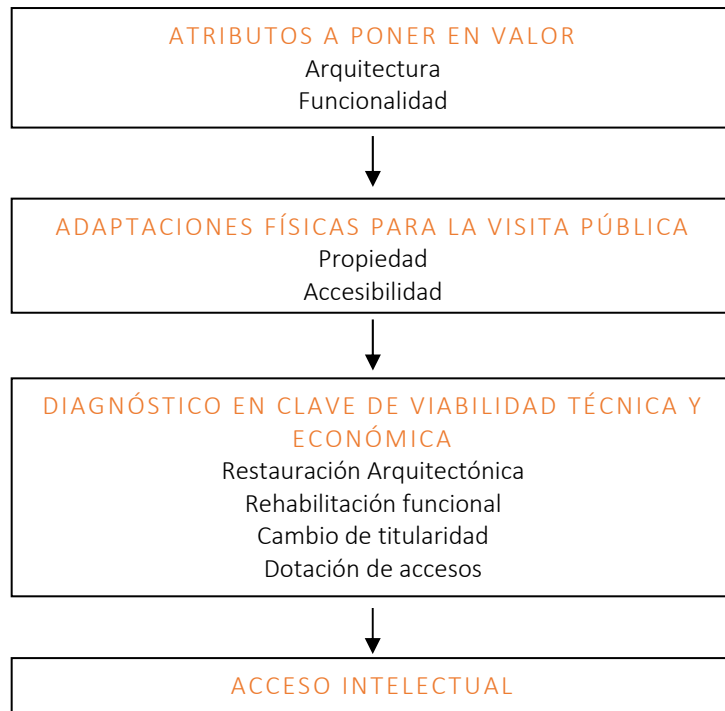 ATRIBUTOS A PONER EN VALOR
Arquitectura
Funcionalidad
ADAPTACIONES FÍSICAS PARA LA VISITA PÚBLICA
Propiedad
Accesibilidad
DIAGNÓSTICO EN CLAVE DE VIABILIDAD TÉCNICA Y
ECONÓMICA
Restauración Arquitectónica
Rehabilitación funcional
Cambio de titularidad
Dotación de accesos
ACCESO INTELECTUAL